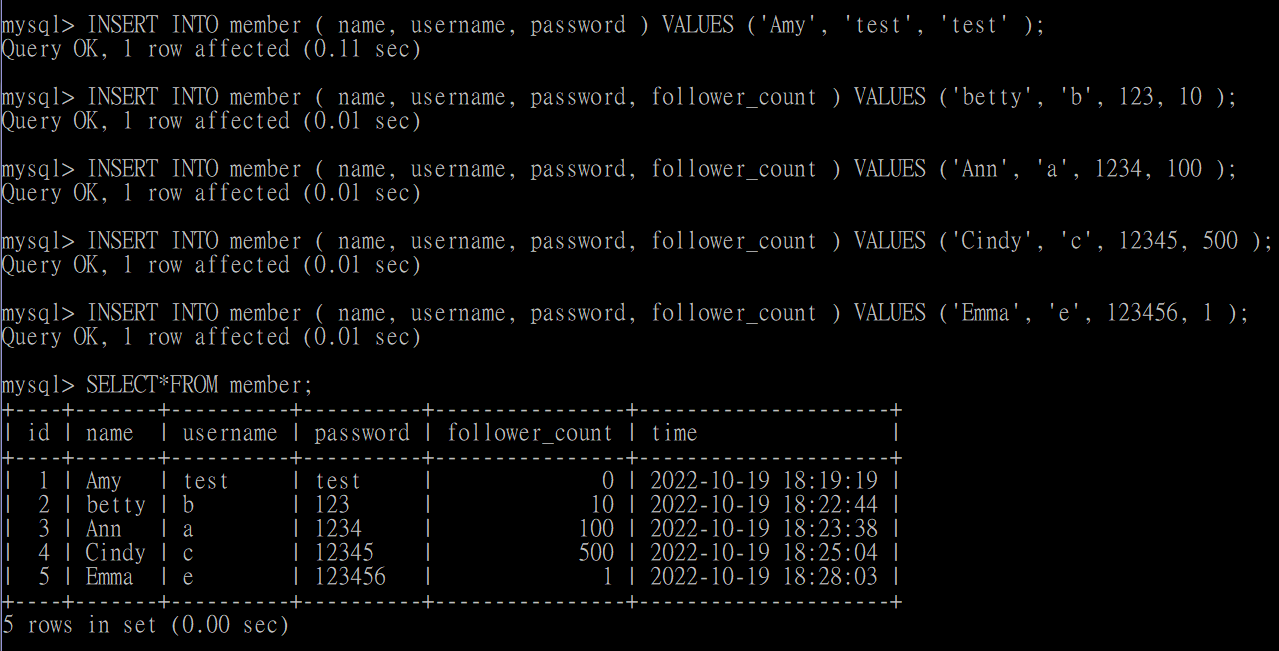 mysql> INSERT INTO member ( name, username, password ) VALUES ('Amy', 'test', 'test' );
Query OK, 1 row affected (0.11 sec)
mysql> INSERT INTO member ( name, username, password, follower_count ) VALUES ('betty', 'b', 123, 10 );
Query OK, 1 row affected (0.01 sec)
mysql> INSERT INTO member ( name, username, password, follower_count ) VALUES ('Ann', 'a', 1234, 100 );
Query OK, 1 row affected (0.01 sec)
mysql> INSERT INTO member ( name, username, password, follower_count ) VALUES ('Cindy', 'c', 12345, 500 );
Query OK, 1 row affected (0.01 sec)
mysql> INSERT INTO member ( name, username, password, follower_count ) VALUES ('Emma', 'e', 123456, 1 );
Query OK, 1 row affected (0.01 sec)
mysql> SELECT*FROM member;
+----+-------+----------+----------+----------------+---------------------+
| id | name  | username | password | follower_count | time                |
+----+-------+----------+----------+----------------+---------------------+
|  1 | Amy   | test     | test     |              0 | 2022-10-19 18:19:19 |
|  2 | betty | b        | 123      |             10 | 2022-10-19 18:22:44 |
|  3 | Ann   | a        | 1234     |            100 | 2022-10-19 18:23:38 |
|  4 | Cindy | c        | 12345    |            500 | 2022-10-19 18:25:04 |
|  5 | Emma  | e        | 123456   |              1 | 2022-10-19 18:28:03 |
+----+-------+----------+----------+----------------+---------------------+
5 rows in set (0.00 sec)